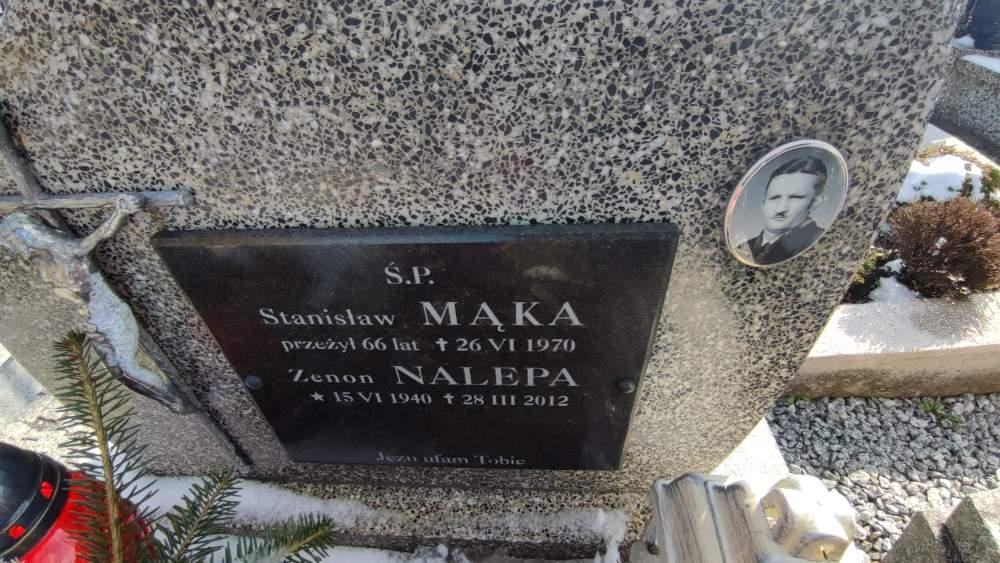 Ś.P.
Stanisław MĄKA
przeżył 66 lat ✝ 26 VI 1970
Zenon NALEPA
★ 15 VI 1940 ✝ 28 III 2012
Jezu ufam Tobie